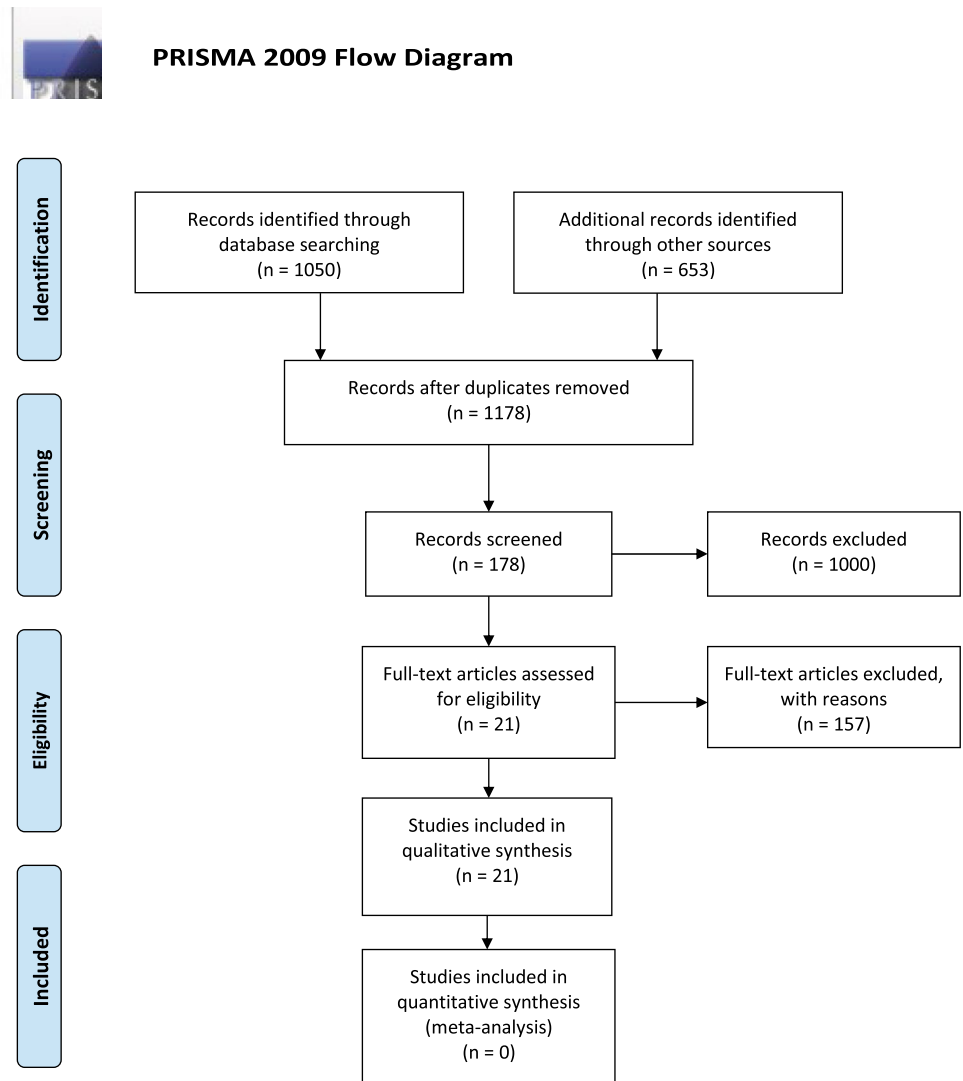 PRIS
PRISMA 2009 Flow Diagram
Identification
Records identified through
database searching
(n = 1050)
Additional records identified
through other sources
(n = 653)
Records after duplicates removed
(n = 1178)
Screening
Records screened
(n = 178)
Records excluded
(n = 1000)
Eligibility
Full-text articles assessed
for eligibility
(n = 21)
Full-text articles excluded,
with reasons
(n = 157)
Studies included in
qualitative synthesis
(n = 21)
Included
Studies included in
quantitative synthesis
(meta-analysis)
(n = 0)